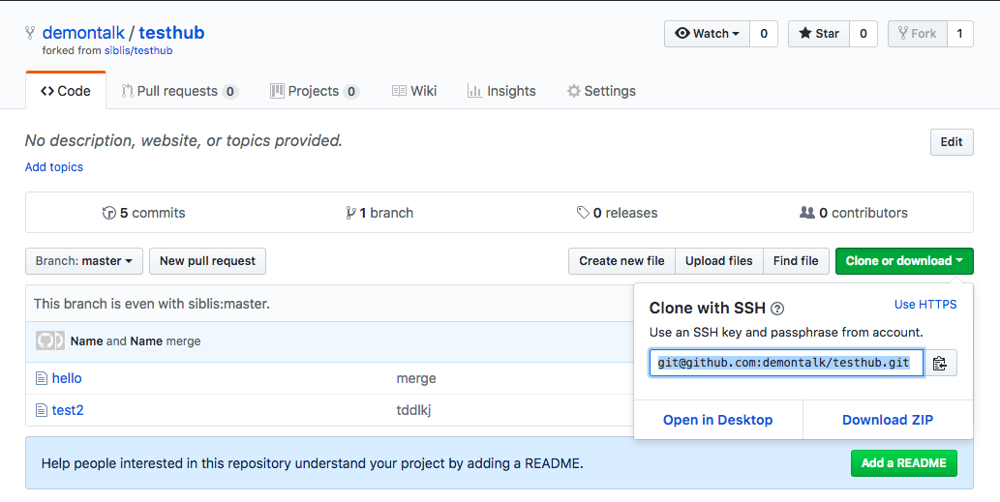 demontalk / testhub
forked from siblis/testhub
Watch 0 Star 0 Fork 1
Code Pull requests 0 Projects 0 Wiki Insights Settings
No description, website, or topics provided.
Edit
Add topics
5 commits 1 branch 0 releases 0 contributors
Branch: master New pull request Create new file Upload files Find file Clone or download
This branch is even with siblis:master.
Name and Name merge
hello merge
test2 tddlkj
Clone with SSH ? Use HTTPS
Use an SSH key and passphrase from account.
git@github.com:demontalk/testhub.git
Open in Desktop Download ZIP
Help people interested in this repository understand your project by adding a README. Add a README